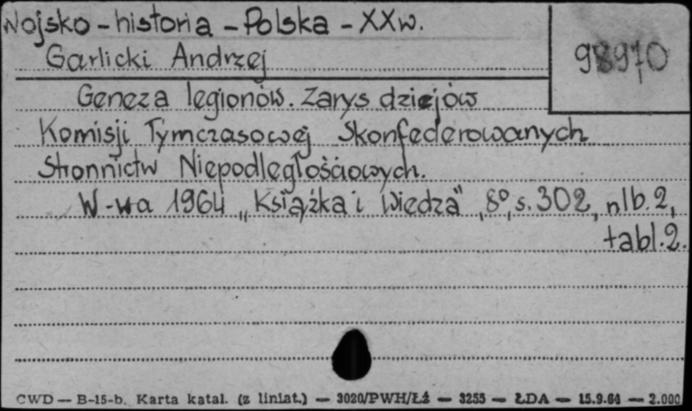 Wojsko - historia - Polska - XXw.
98970
Garlicki Andrzej
Geneza legionów. Zarys dziejów
Komisji Tymczasowej Skonfederowanych
Stronnictw Niepodległościowych.
W-wa 1964 „Książka i Wiedza", 8°, s. 302, nlb. 2,
tabl. 2.
CWD — B-15-b. Karta katal. (z liniat.) — 3020/PWH/Łź — 3255 — ŁDA — 15.9.64 — 2.000